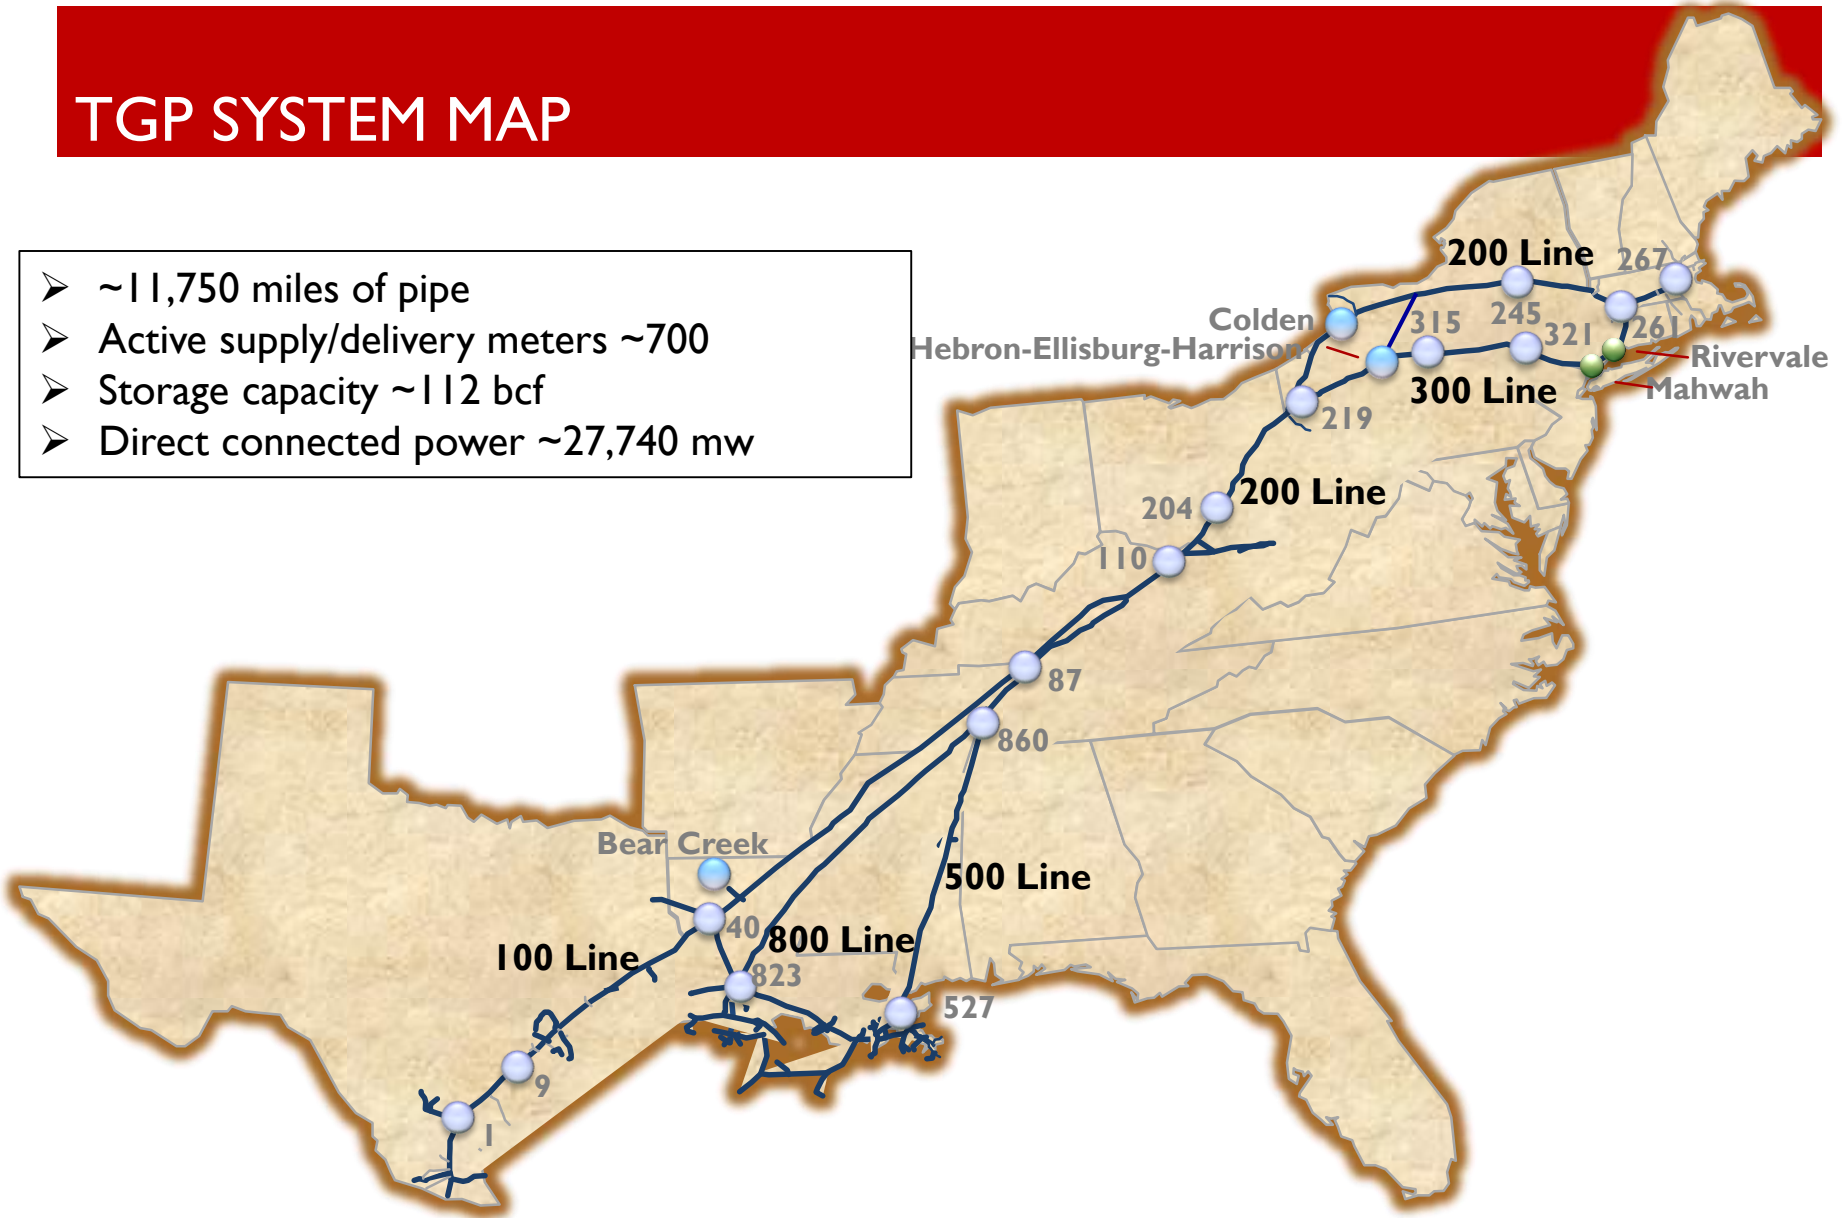 TGP SYSTEM MAP
➢ ~11,750 miles of pipe
➢ Active supply/delivery meters ~700
➢ Storage capacity ~112 bcf
➢ Direct connected power ~27,740 mw
200 Line
267
Colden
315
245
321
261
Hebron-Ellisburg-Harrison
Rivervale
300 Line
Mahwah
219
200 Line
204
110
87
860
Bear Creek
500 Line
40
800 Line
100 Line
823
527
9
1